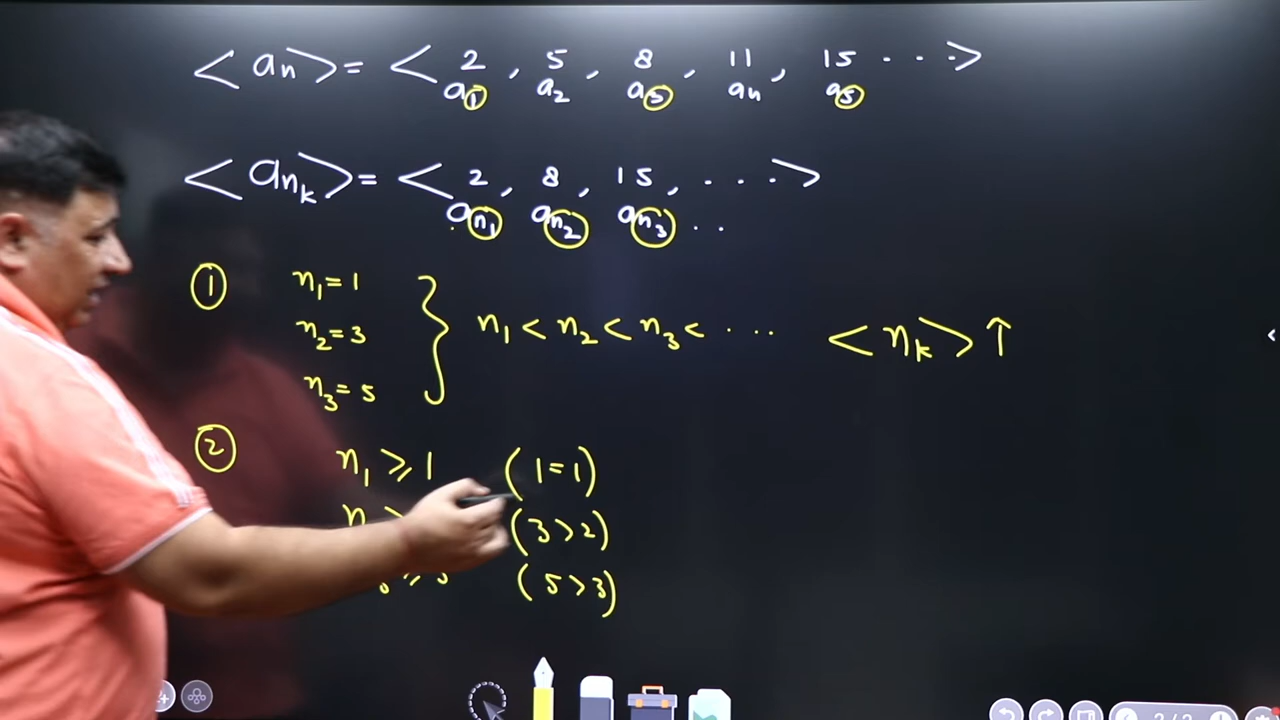 <aₙ> = < 2, 5, 8, 11, 15 . . . >
a₁ a₂ a₃ a₄ a₅
<aₙₖ> = < 2, 8, 15, . . . >
aₙ₁ aₙ₂ aₙ₃ . .
① n₁ = 1
n₂ = 3 } n₁ < n₂ < n₃ < . . . <nₖ> ↑
n₃ = 5
② n₁ ⩾ 1 (1 = 1)
n (3 > 2)
⩾ 3 (5 > 3)